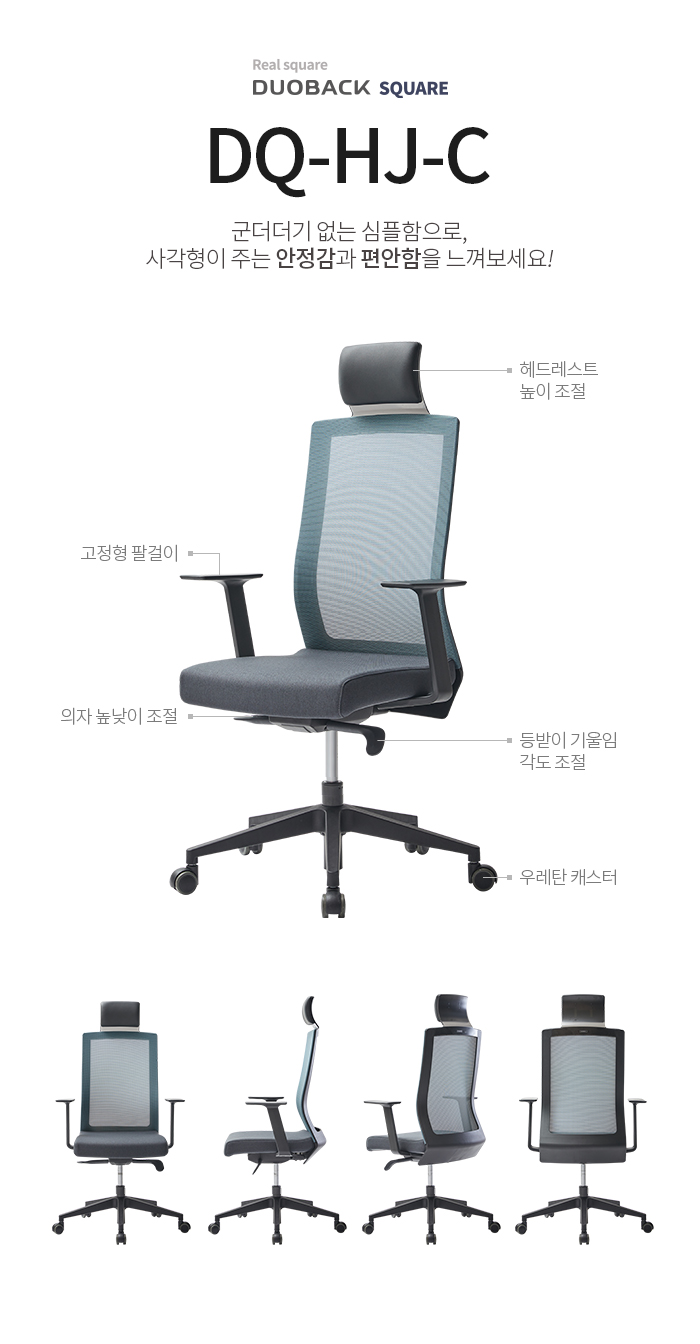 Real square
DUOBACK SQUARE
DQ-HJ-C
군더더기 없는 심플함으로,
사각형이 주는 안정감과 편안함을 느껴보세요!
헤드레스트
높이 조절
고정형 팔걸이
의자 높낮이 조절
등받이 기울임
각도 조절
우레탄 캐스터